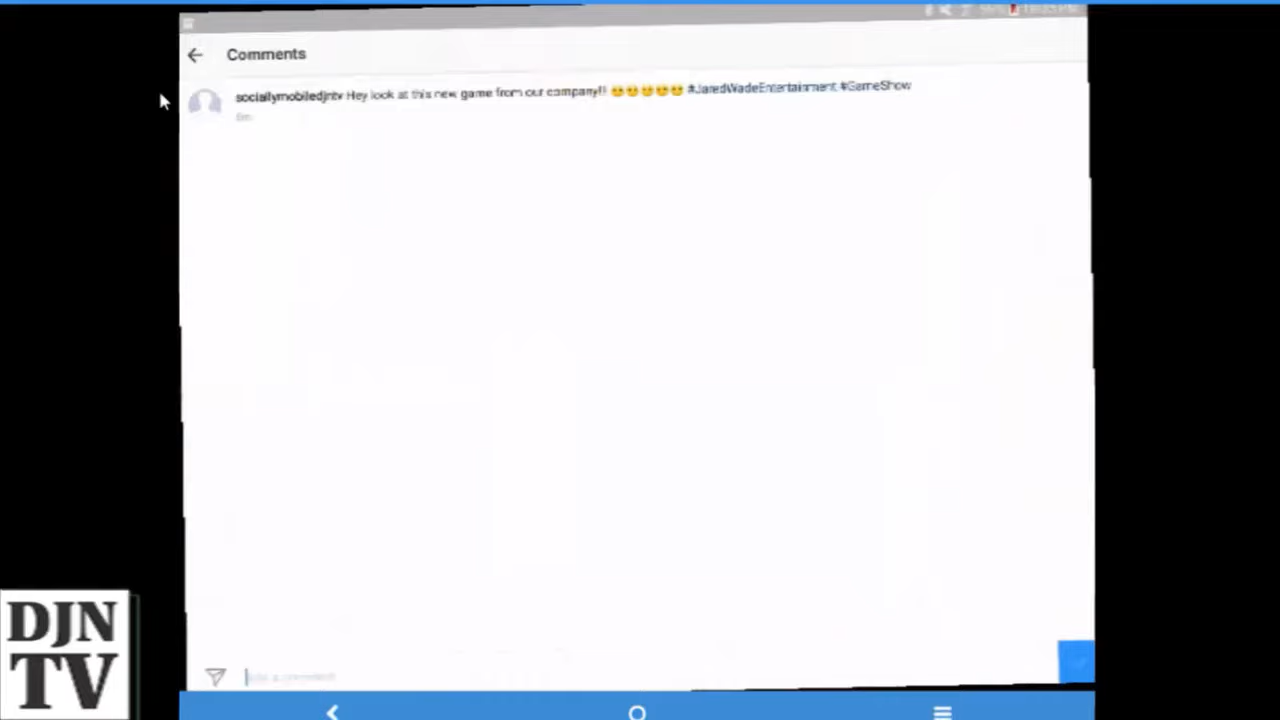 Comments
sociallymobiledjntv Hey look at this new game from our company!! 😊😊😊😊😊 #JaredWadeEntertainment #GameShow
DJN
TV